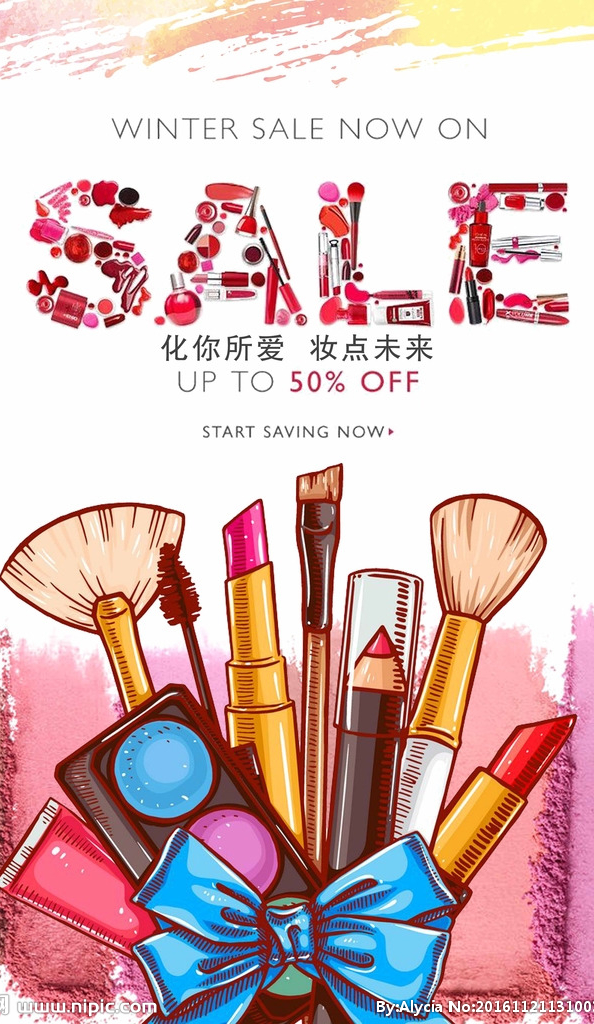 WINTER SALE NOW ON
SALE
化你所爱 妆点未来
UP TO 50% OFF
START SAVING NOW
网 www.nipic.com
By:Alycia No:2016112113100